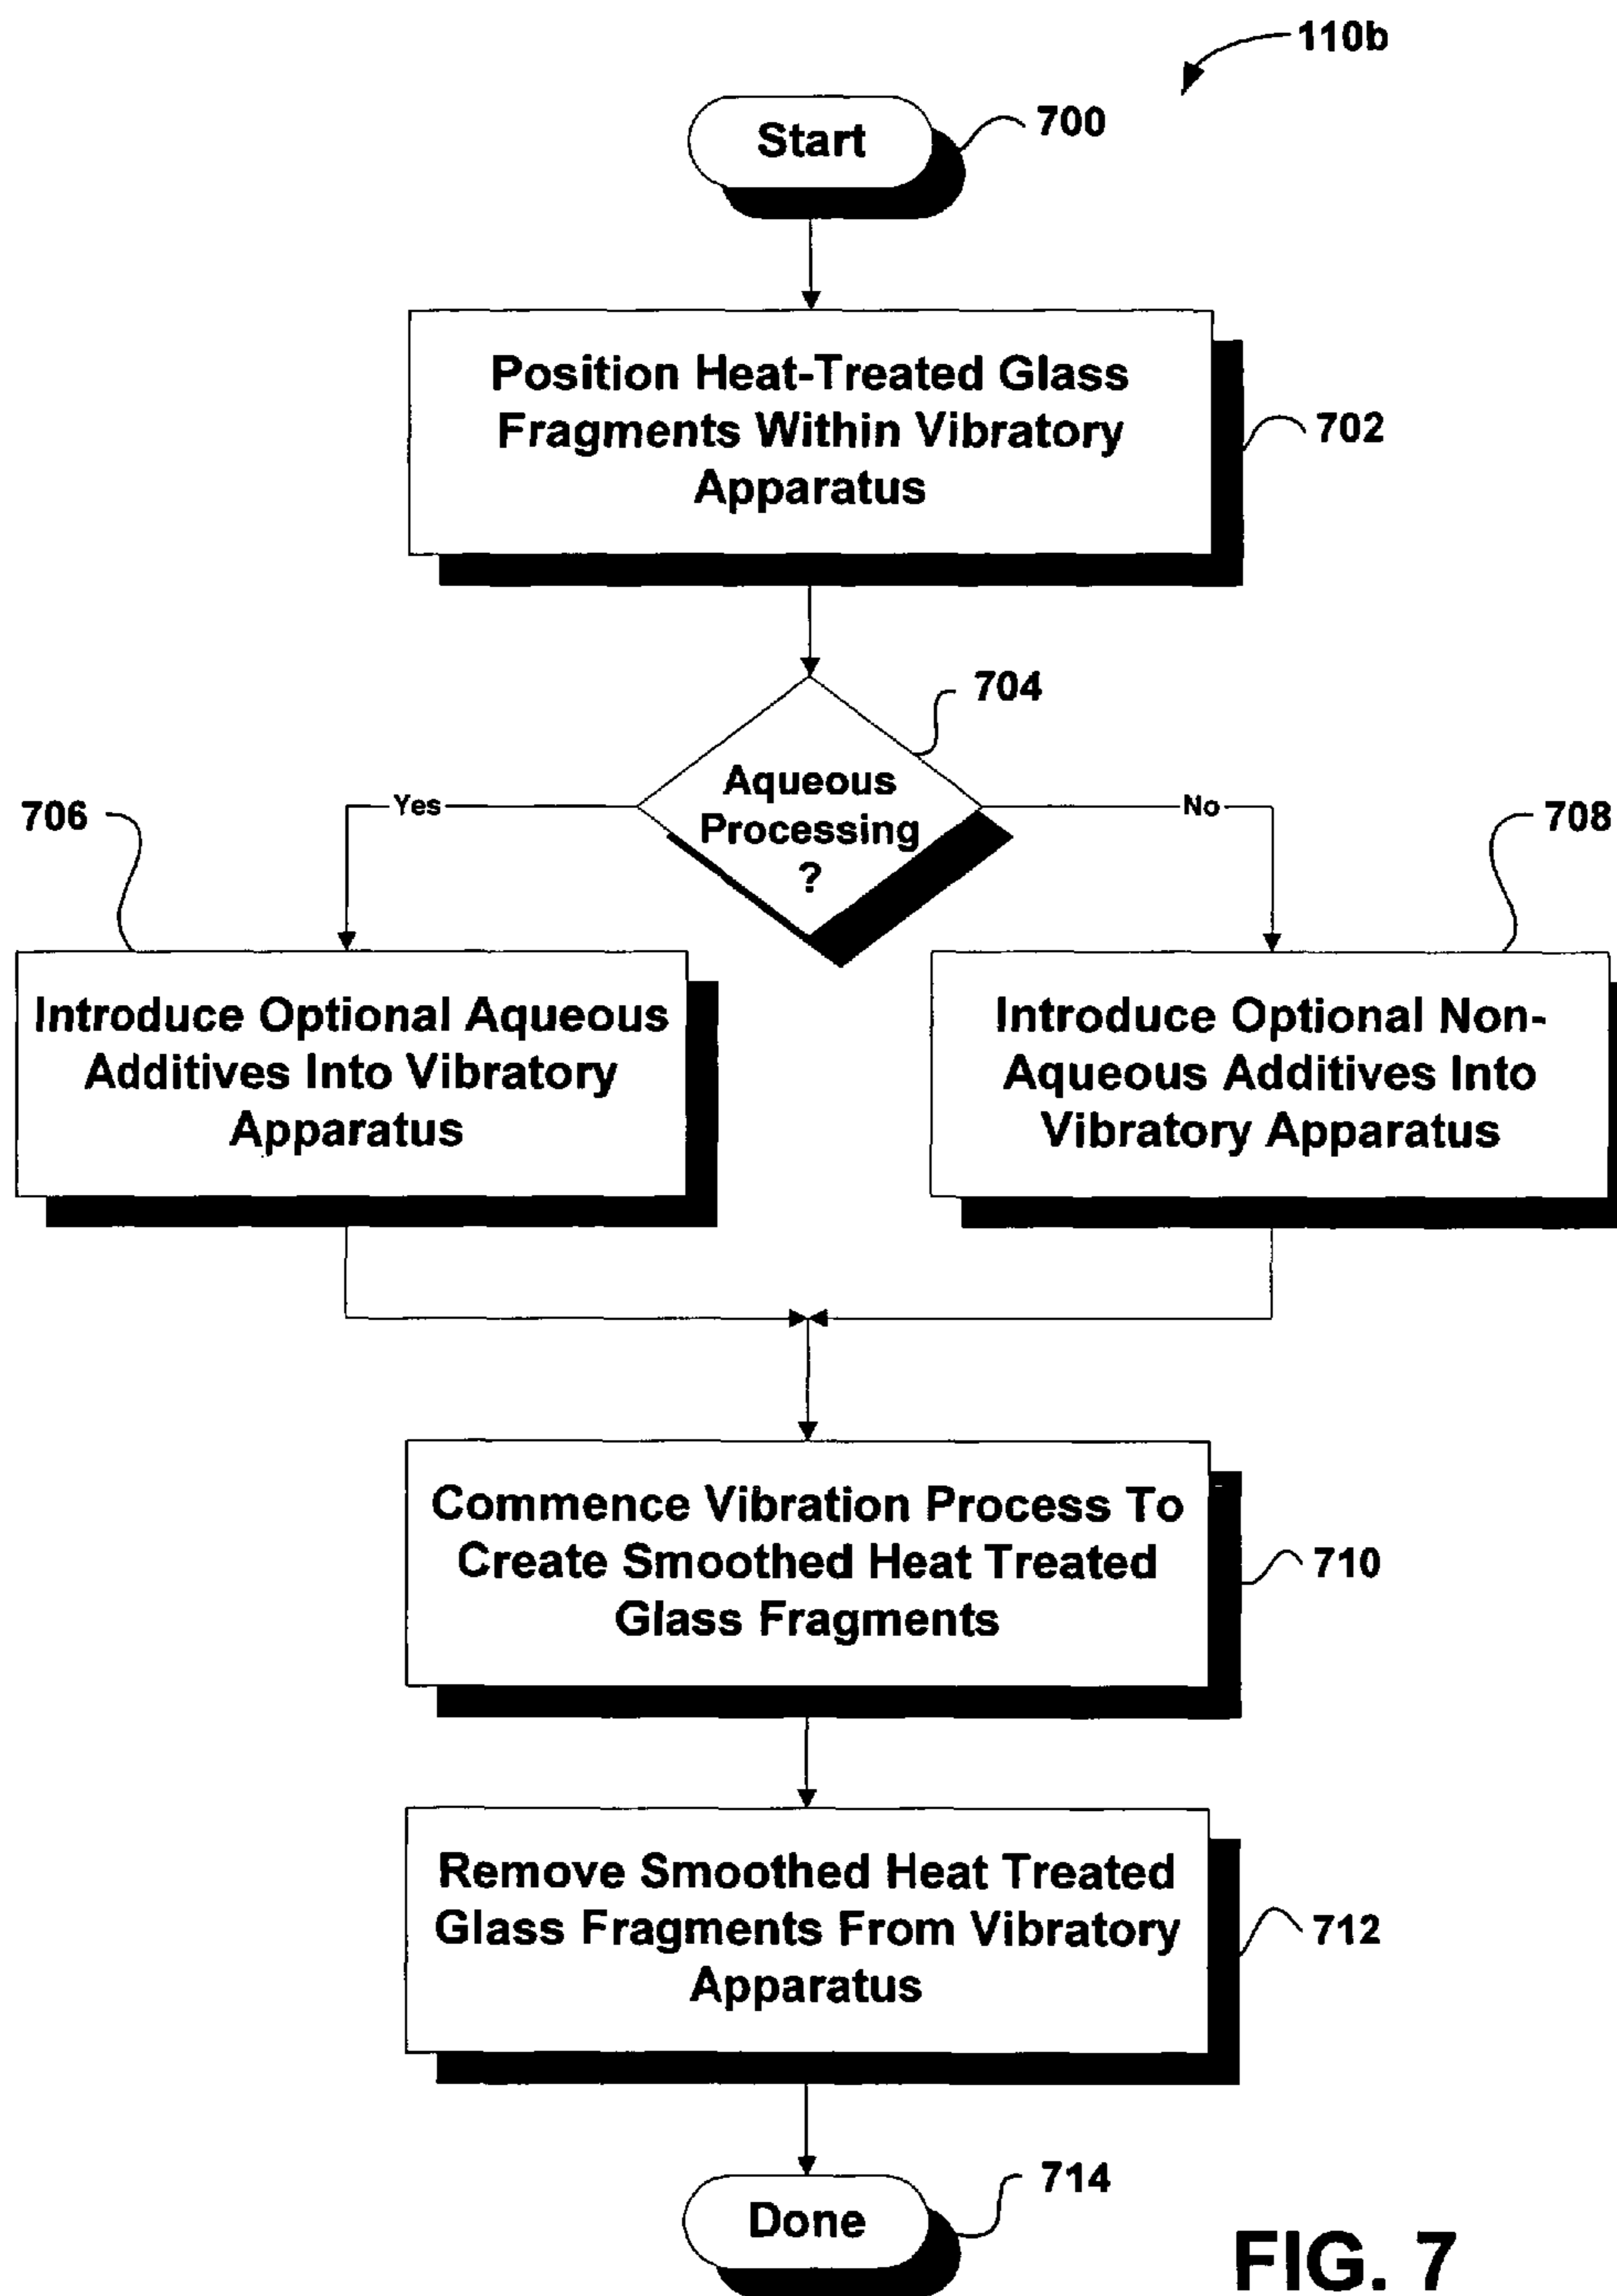 110b
Start
700
Position Heat-Treated Glass
Fragments Within Vibratory
Apparatus
702
704
Aqueous
Processing
?
Yes
No
706
708
Introduce Optional Aqueous
Additives Into Vibratory
Apparatus
Introduce Optional Non-
Aqueous Additives Into
Vibratory Apparatus
Commence Vibration Process To
Create Smoothed Heat Treated
Glass Fragments
710
Remove Smoothed Heat Treated
Glass Fragments From Vibratory
Apparatus
712
Done
714
FIG. 7